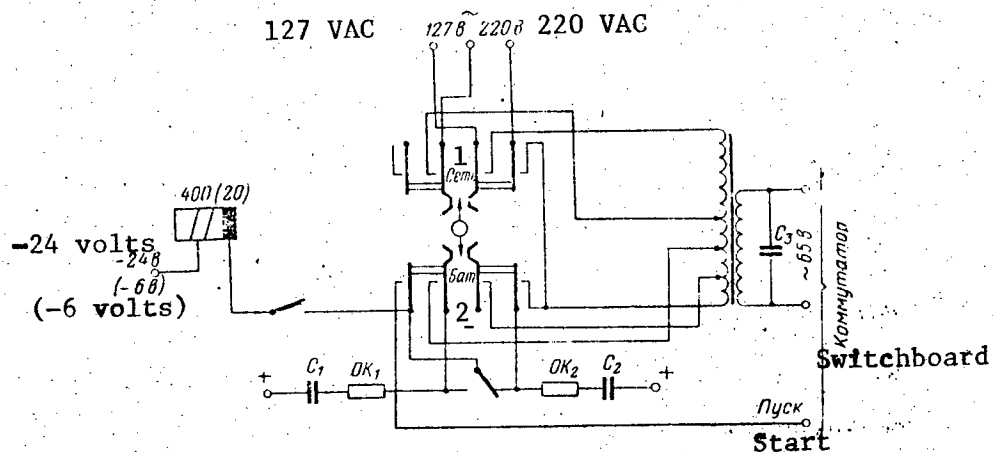 127 VAC 127в ~ 220в 220 VAC
1
Сеть
400(20)
-24 volts
-24в
(-6в)
(-6 volts)
Бат
2
C₃
~65в
Коммутатор
Switchboard
+ C₁ ОК₁ ОК₂ C₂ +
Пуск
Start